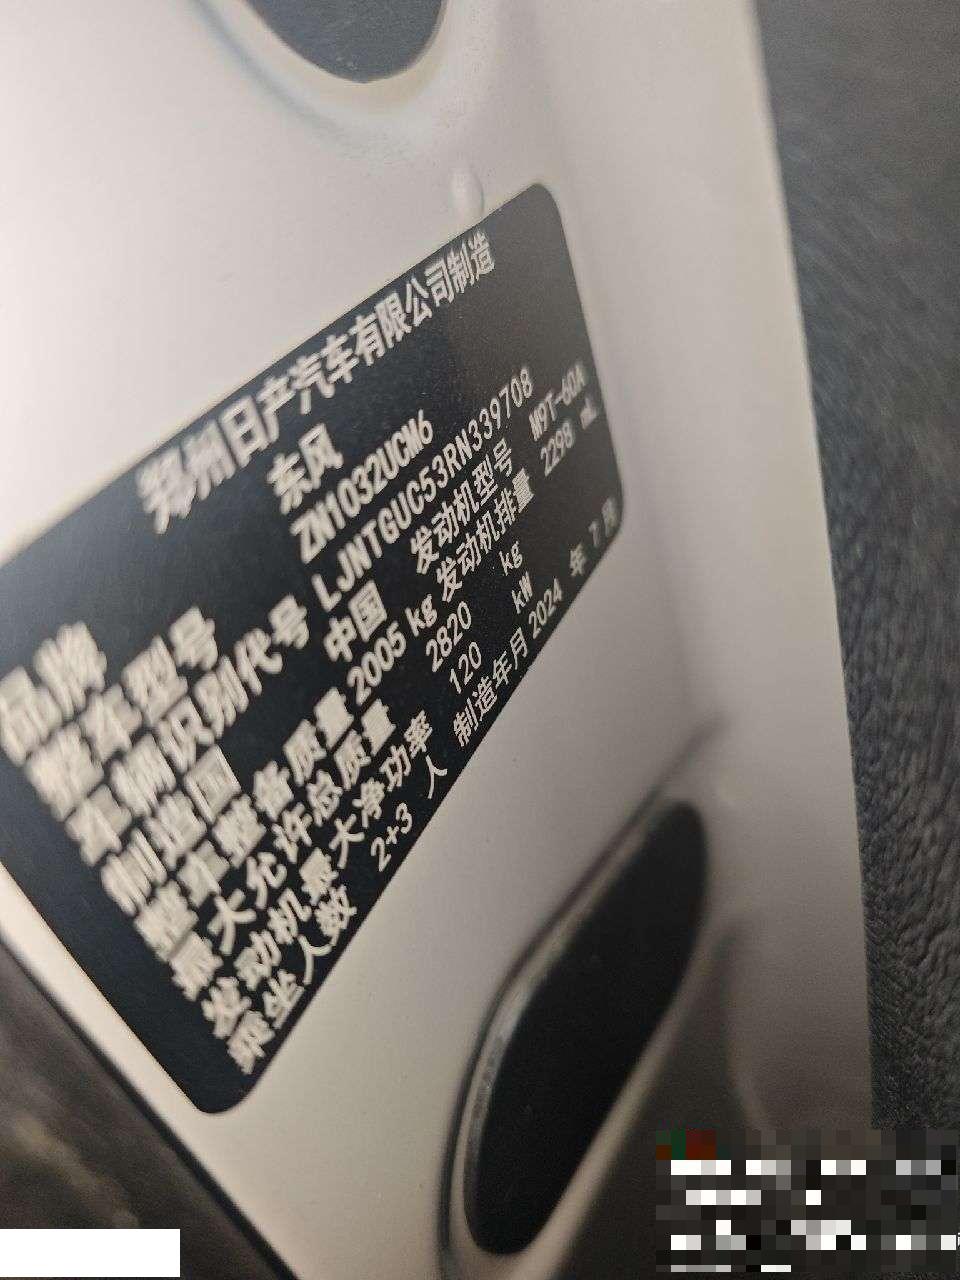 郑州日产汽车有限公司制造
品牌 东风
整车型号 ZN1032UCM6
车辆识别代号 LJNTGUC53RN339708
制造国 中国 发动机型号 M9T-60A
整车整备质量 2005 kg 发动机排量 2298 mL
最大允许总质量 2820 kg
发动机最大净功率 120 kW
乘坐人数 2+3 人 制造年月 2024 年 7 月